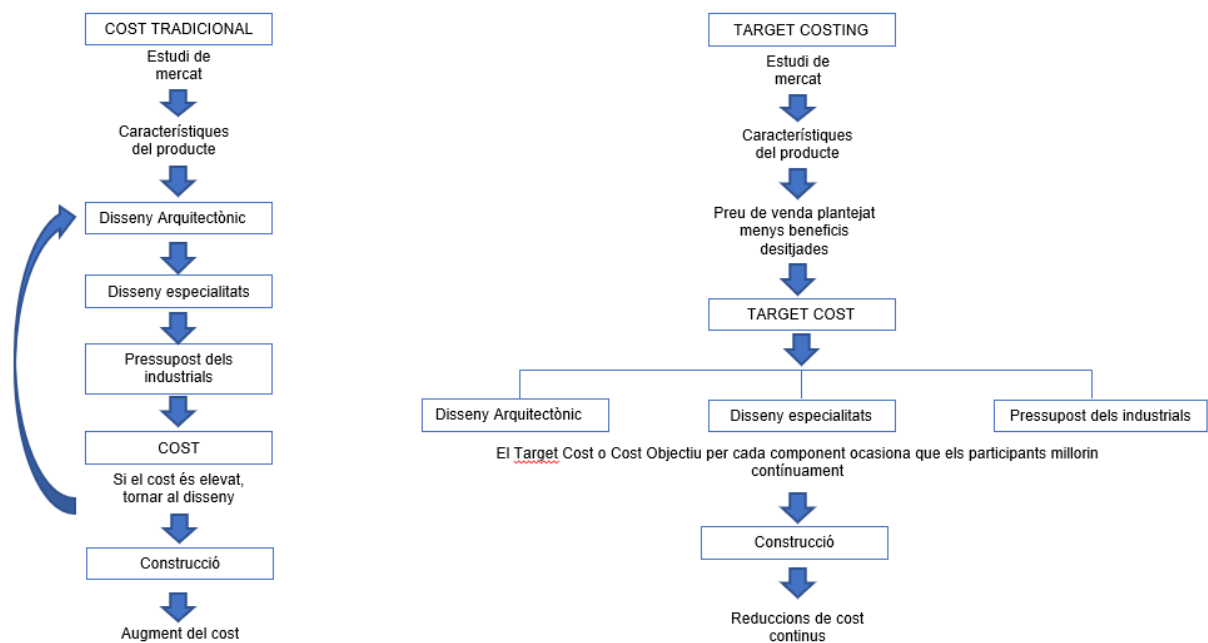 COST TRADICIONAL
Estudi de
mercat
Característiques
del producte
Disseny Arquitectònic
Disseny especialitats
Pressupost dels
industrials
COST
Si el cost és elevat,
tornar al disseny
Construcció
Augment del cost
TARGET COSTING
Estudi de
mercat
Característiques
del producte
Preu de venda plantejat
menys beneficis
desitjades
TARGET COST
Disseny Arquitectònic
Disseny especialitats
Pressupost dels industrials
El Target Cost o Cost Objectiu per cada component ocasiona que els participants millorin
contínuament
Construcció
Reduccions de cost
continus